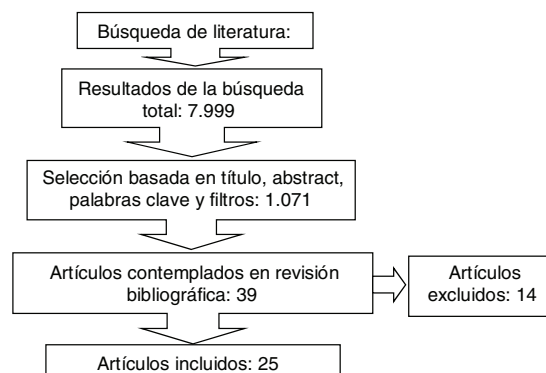 Búsqueda de literatura:
Resultados de la búsqueda
total: 7.999
Selección basada en título, abstract,
palabras clave y filtros: 1.071
Artículos contemplados en revisión
bibliográfica: 39
Artículos
excluidos: 14
Artículos incluidos: 25